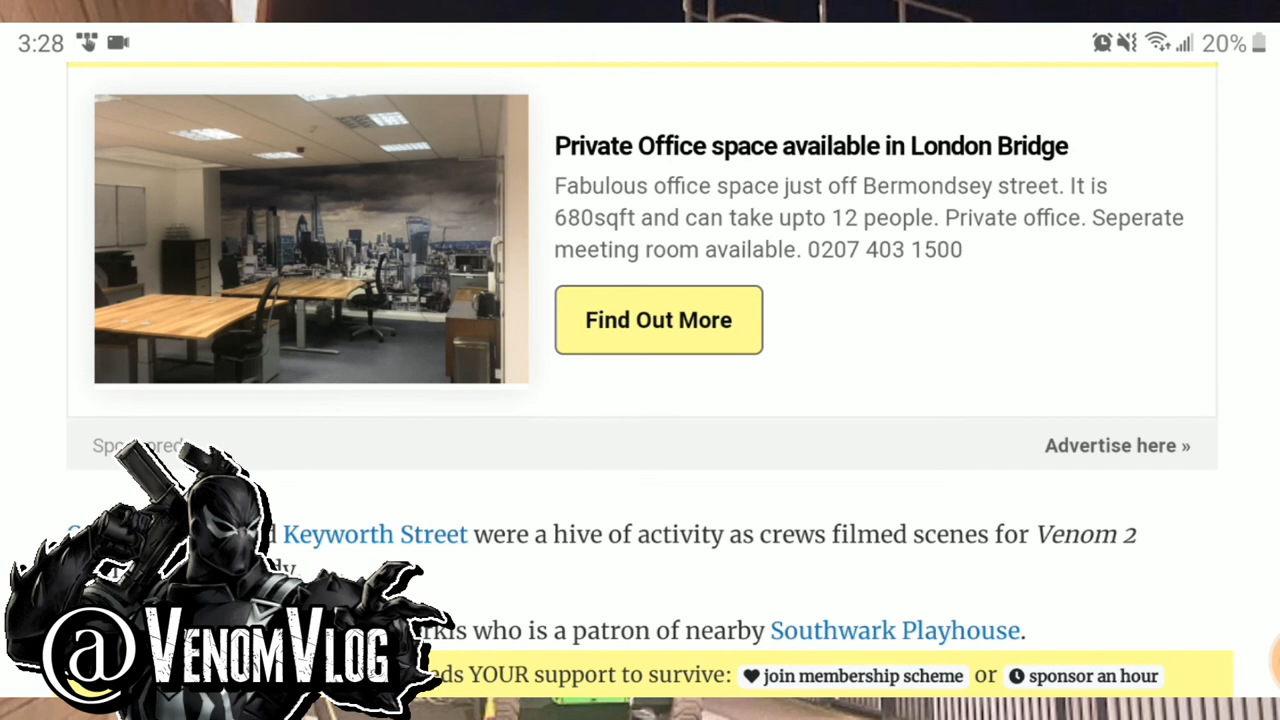 3:28
20%
Private Office space available in London Bridge
Fabulous office space just off Bermondsey street. It is
680sqft and can take upto 12 people. Private office. Seperate
meeting room available. 0207 403 1500
Find Out More
Advertise here »
Keyworth Street were a hive of activity as crews filmed scenes for Venom 2
who is a patron of nearby Southwark Playhouse.
YOUR support to survive: join membership scheme or sponsor an hour
@VENOMVLOG